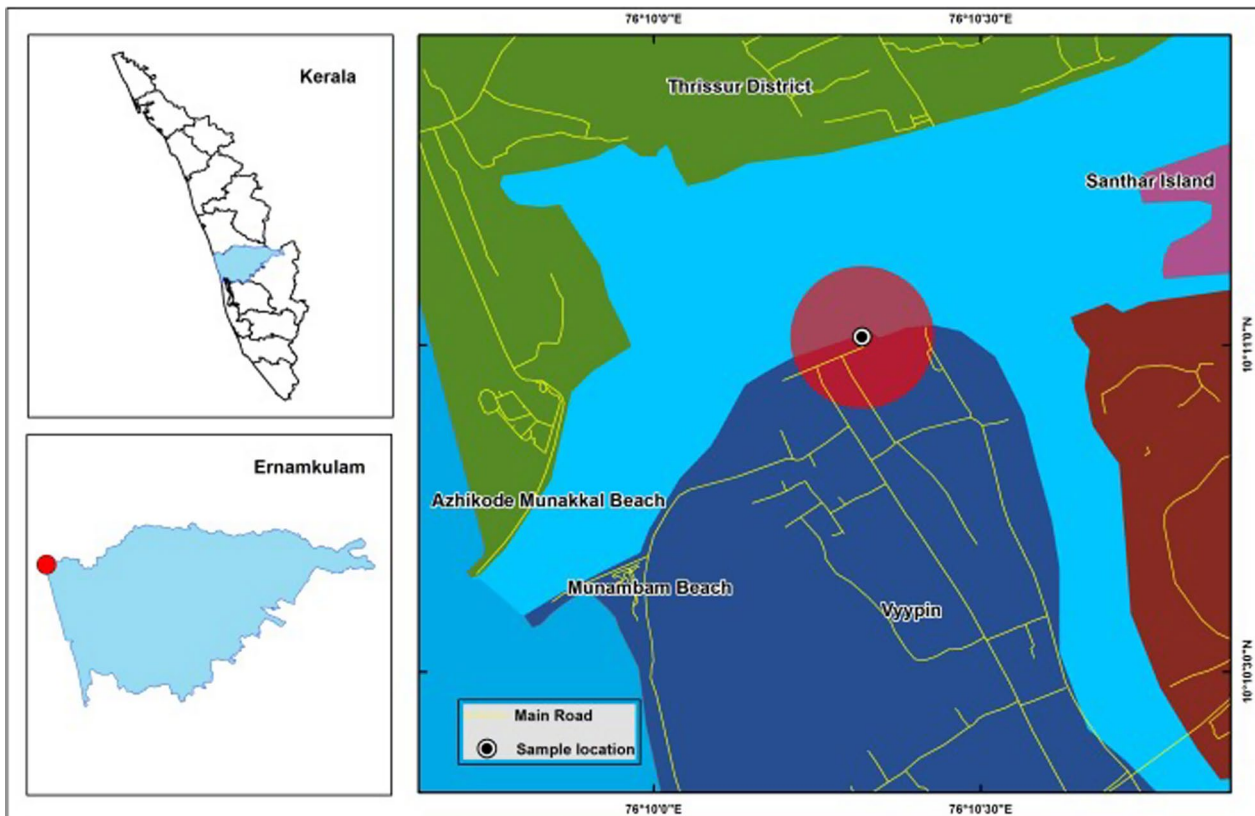 Kerala
Ernamkulam
76°10'0"E
76°10'30"E
Thrissur District
Santhar Island
10°11'0"N
Azhikode Munakkal Beach
Munambam Beach
Vyypin
10°10'30"N
Main Road
Sample location
76°10'0"E
76°10'30"E